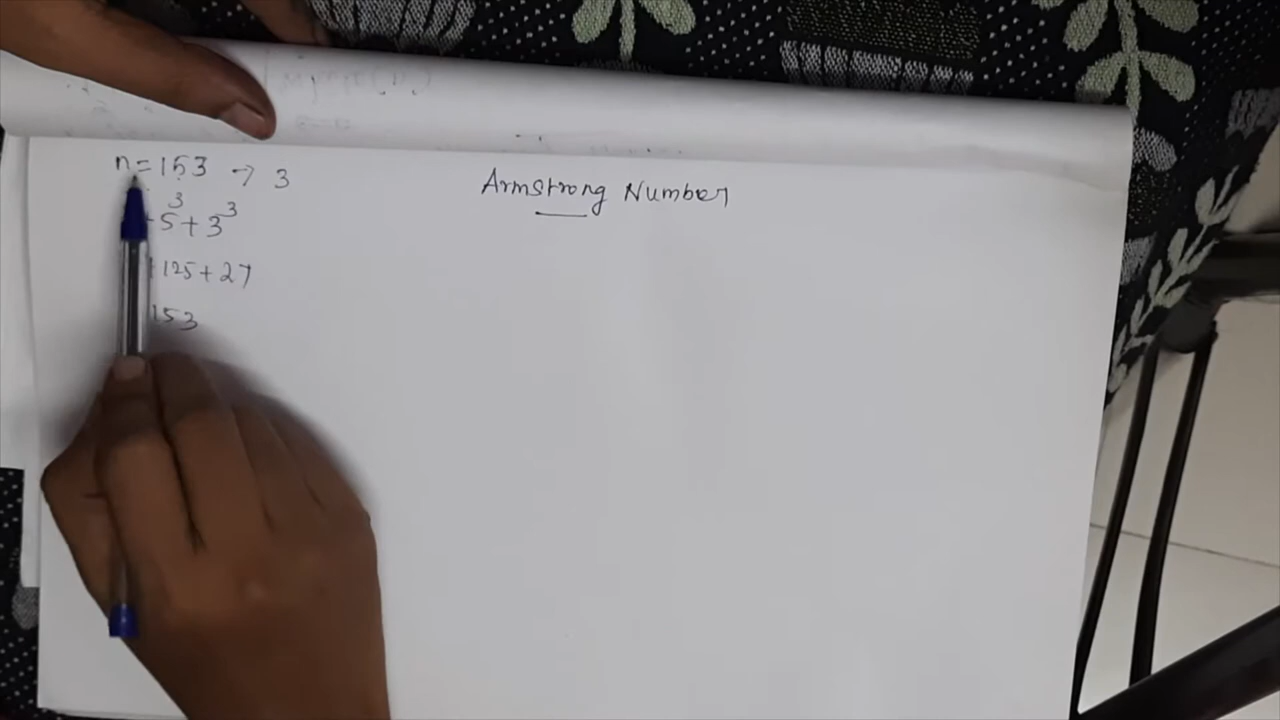 Armstrong Number
n=153 → 3
5³+3³
125+27
153